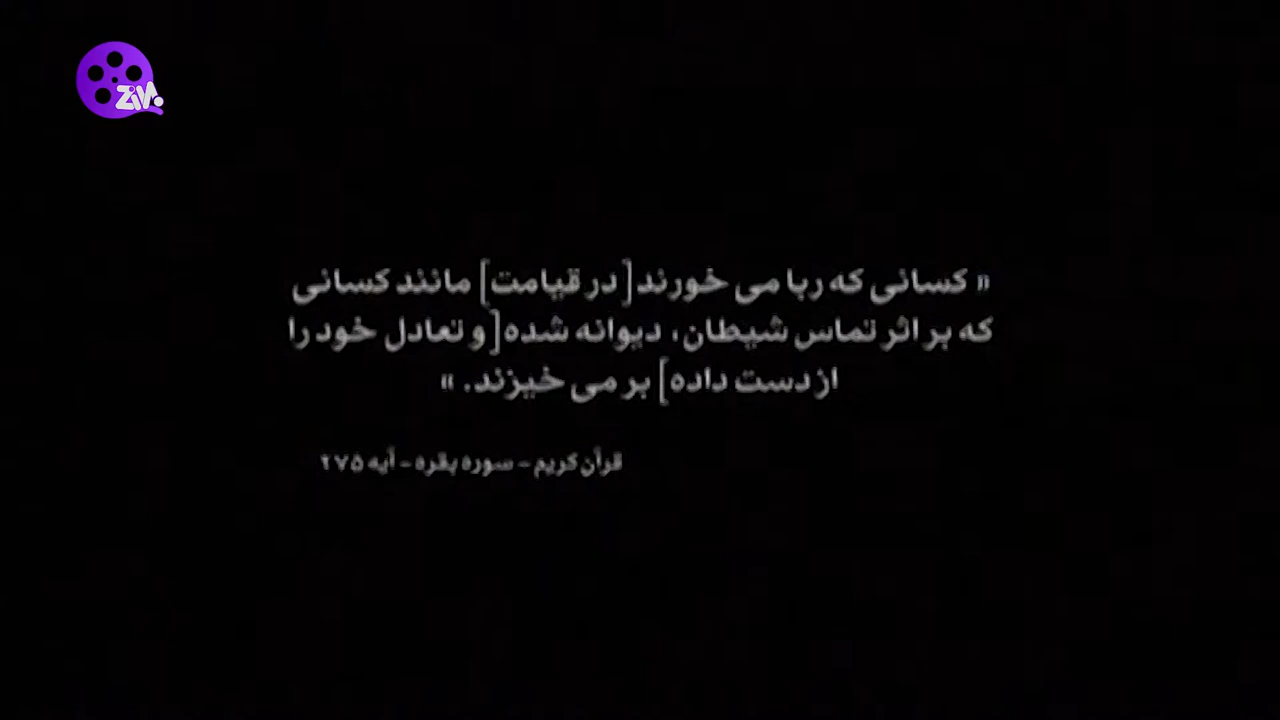 ZiM.
« کسانی که ربا می خورند [در قیامت] مانند کسانی
که بر اثر تماس شیطان، دیوانه شده [و تعادل خود را
از دست داده] بر می خیزند. »
قرآن کریم - سوره بقره - آیه ۲۷۵